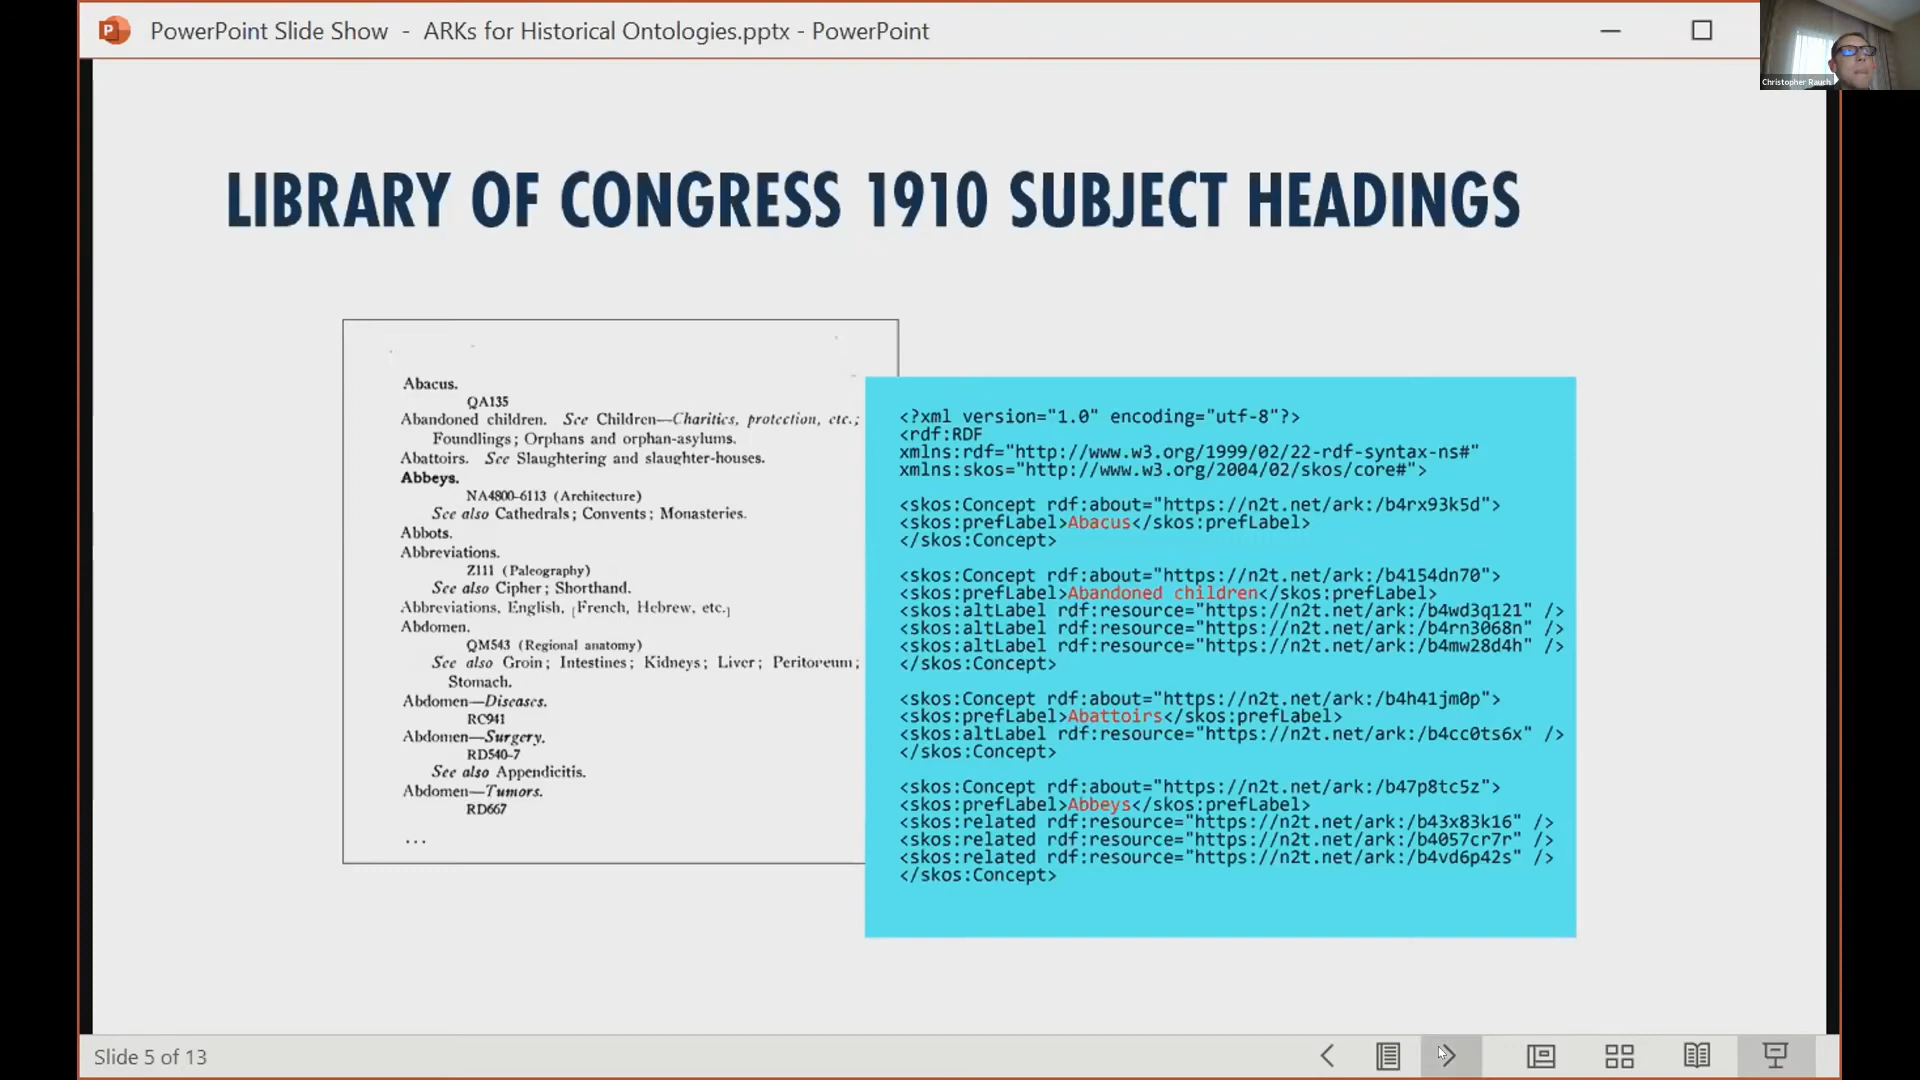 PowerPoint Slide Show - ARKs for Historical Ontologies.pptx - PowerPoint
Christopher Rauch
LIBRARY OF CONGRESS 1910 SUBJECT HEADINGS
Abacus.
QA135
Abandoned children. See Children—Charities, protection, etc.;
Foundlings; Orphans and orphan-asylums.
Abattoirs. See Slaughtering and slaughter-houses.
Abbeys.
NA4800-6113 (Architecture)
See also Cathedrals; Convents; Monasteries.
Abbots.
Abbreviations.
Z111 (Paleography)
See also Cipher; Shorthand.
Abbreviations, English, [French, Hebrew, etc.]
Abdomen.
QM543 (Regional anatomy)
See also Groin; Intestines; Kidneys; Liver; Peritoneum;
Stomach.
Abdomen—Diseases.
RC941
Abdomen—Surgery.
RD540-7
See also Appendicitis.
Abdomen—Tumors.
RD667
...
<?xml version="1.0" encoding="utf-8"?>
<rdf:RDF
xmlns:rdf="http://www.w3.org/1999/02/22-rdf-syntax-ns#"
xmlns:skos="http://www.w3.org/2004/02/skos/core#">
<skos:Concept rdf:about="https://n2t.net/ark:/b4rx93k5d">
<skos:prefLabel>Abacus</skos:prefLabel>
</skos:Concept>
<skos:Concept rdf:about="https://n2t.net/ark:/b4154dn70">
<skos:prefLabel>Abandoned children</skos:prefLabel>
<skos:altLabel rdf:resource="https://n2t.net/ark:/b4wd3q121" />
<skos:altLabel rdf:resource="https://n2t.net/ark:/b4rn3068n" />
<skos:altLabel rdf:resource="https://n2t.net/ark:/b4mw28d4h" />
</skos:Concept>
<skos:Concept rdf:about="https://n2t.net/ark:/b4h41jm0p">
<skos:prefLabel>Abattoirs</skos:prefLabel>
<skos:altLabel rdf:resource="https://n2t.net/ark:/b4cc0ts6x" />
</skos:Concept>
<skos:Concept rdf:about="https://n2t.net/ark:/b47p8tc5z">
<skos:prefLabel>Abbeys</skos:prefLabel>
<skos:related rdf:resource="https://n2t.net/ark:/b43x83k16" />
<skos:related rdf:resource="https://n2t.net/ark:/b4057cr7r" />
<skos:related rdf:resource="https://n2t.net/ark:/b4vd6p42s" />
</skos:Concept>
Slide 5 of 13